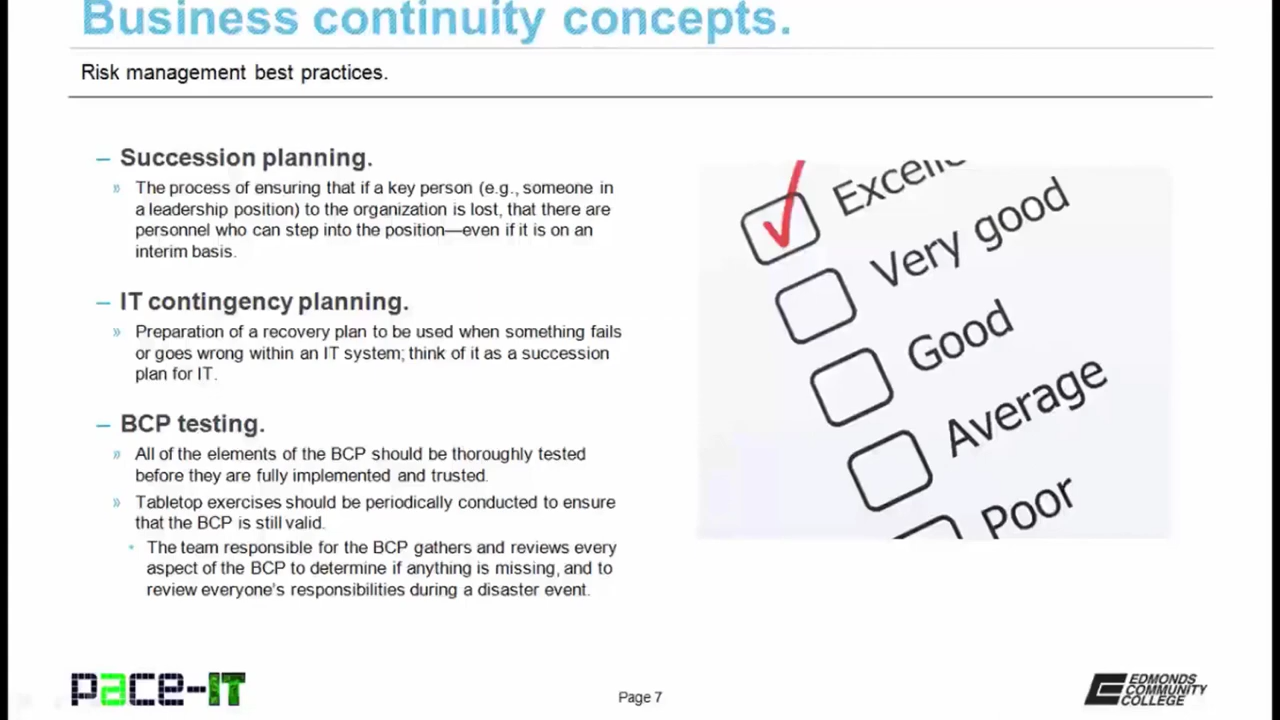 Business continuity concepts.
Risk management best practices.
– Succession planning.
» The process of ensuring that if a key person (e.g., someone in
a leadership position) to the organization is lost, that there are
personnel who can step into the position—even if it is on an
interim basis.
– IT contingency planning.
» Preparation of a recovery plan to be used when something fails
or goes wrong within an IT system; think of it as a succession
plan for IT.
– BCP testing.
» All of the elements of the BCP should be thoroughly tested
before they are fully implemented and trusted.
» Tabletop exercises should be periodically conducted to ensure
that the BCP is still valid.
• The team responsible for the BCP gathers and reviews every
aspect of the BCP to determine if anything is missing, and to
review everyone's responsibilities during a disaster event.
Very good
Good
Average
Poor
pace-IT
Page 7
EDMONDS
COMMUNITY
COLLEGE